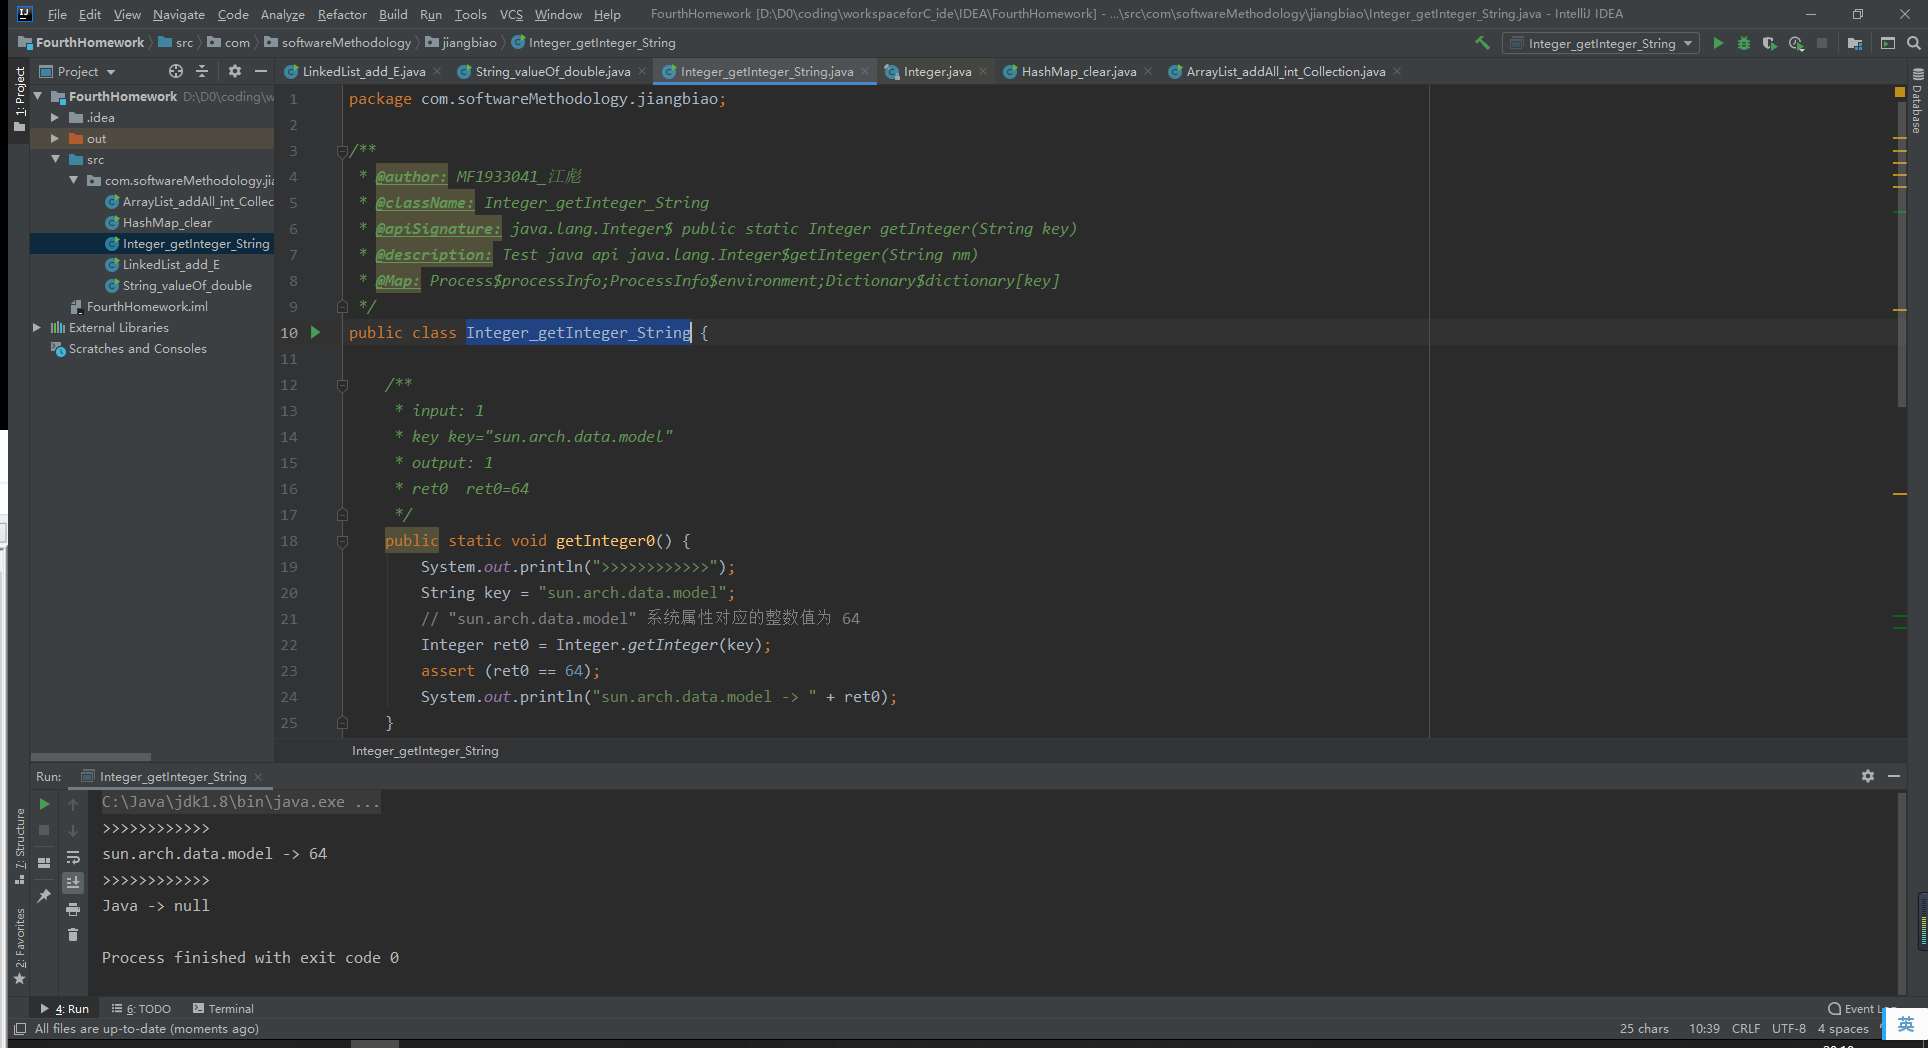 File Edit View Navigate Code Analyze Refactor Build Run Tools VCS Window Help FourthHomework [D:\D0\coding\workspaceforC_ide\IDEA\FourthHomework] - ...\src\com\softwareMethodology\jiangbiao\Integer_getInteger_String.java - IntelliJ IDEA
FourthHomework src com softwareMethodology jiangbiao Integer_getInteger_String
Integer_getInteger_String
Project
LinkedList_add_E.java String_valueOf_double.java Integer_getInteger_String.java Integer.java HashMap_clear.java ArrayList_addAll_int_Collection.java
1: Project
Database
FourthHomework D:\D0\coding\w
.idea
out
src
com.softwareMethodology.jia
ArrayList_addAll_int_Collec
HashMap_clear
Integer_getInteger_String
LinkedList_add_E
String_valueOf_double
FourthHomework.iml
External Libraries
Scratches and Consoles
1 package com.softwareMethodology.jiangbiao;
2
3 /**
4 * @author: MF1933041_江彪
5 * @className: Integer_getInteger_String
6 * @apiSignature: java.lang.Integer$ public static Integer getInteger(String key)
7 * @description: Test java api java.lang.Integer$getInteger(String nm)
8 * @Map: Process$processInfo;ProcessInfo$environment;Dictionary$dictionary[key]
9 */
10 public class Integer_getInteger_String {
11
12 /**
13 * input: 1
14 * key key="sun.arch.data.model"
15 * output: 1
16 * ret0 ret0=64
17 */
18 public static void getInteger0() {
19 System.out.println(">>>>>>>>>>>>");
20 String key = "sun.arch.data.model";
21 // "sun.arch.data.model" 系统属性对应的整数值为 64
22 Integer ret0 = Integer.getInteger(key);
23 assert (ret0 == 64);
24 System.out.println("sun.arch.data.model -> " + ret0);
25 }
Integer_getInteger_String
Run: Integer_getInteger_String
C:\Java\jdk1.8\bin\java.exe ...
>>>>>>>>>>>>
sun.arch.data.model -> 64
>>>>>>>>>>>>
Java -> null
Process finished with exit code 0
7: Structure
2: Favorites
4: Run 6: TODO Terminal Event L
All files are up-to-date (moments ago) 25 chars 10:39 CRLF UTF-8 4 spaces
英